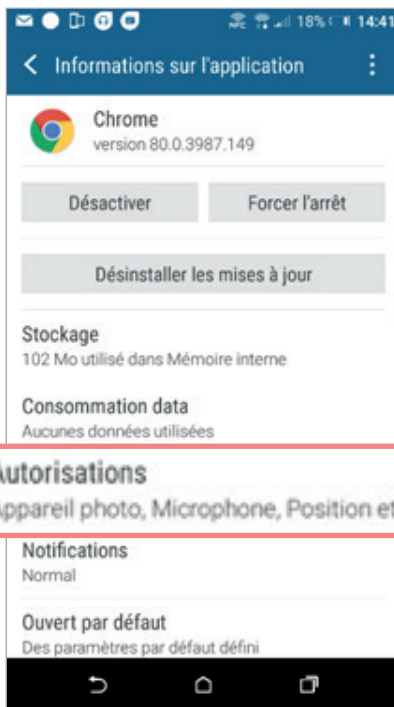 18% 14:41
Informations sur l'application
Chrome
version 80.0.3987.149
Désactiver Forcer l'arrêt
Désinstaller les mises à jour
Stockage
102 Mo utilisé dans Mémoire interne
Consommation data
Aucunes données utilisées
Autorisations
Appareil photo, Microphone, Position et
Notifications
Normal
Ouvert par défaut
Des paramètres par défaut défini